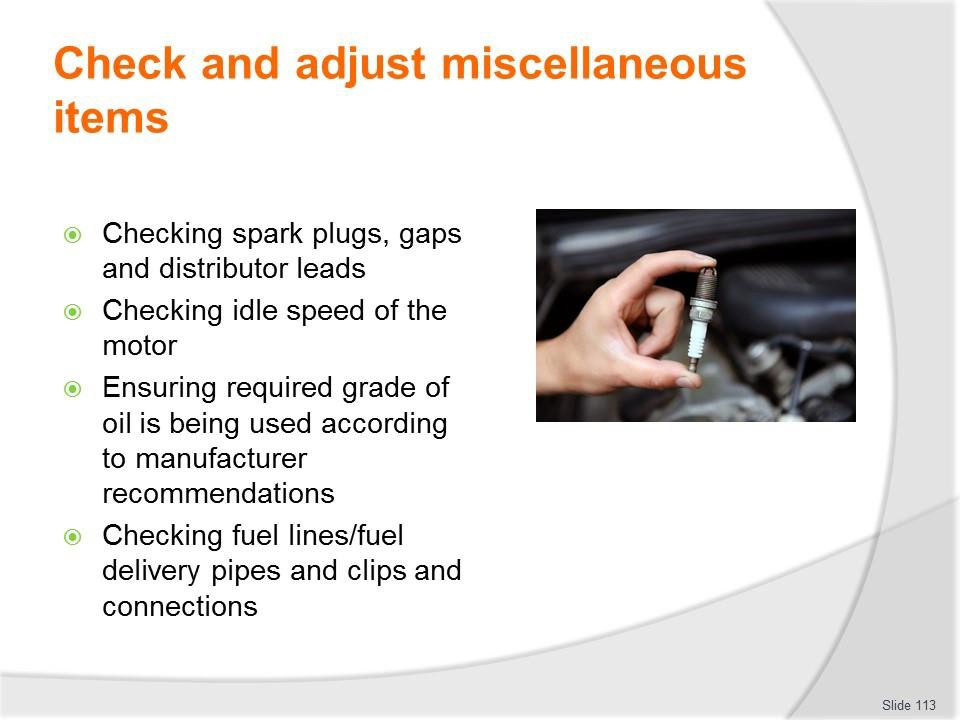 Check and adjust miscellaneous
items
Checking spark plugs, gaps
and distributor leads
Checking idle speed of the
motor
Ensuring required grade of
oil is being used according
to manufacturer
recommendations
Checking fuel lines/fuel
delivery pipes and clips and
connections
Slide 113